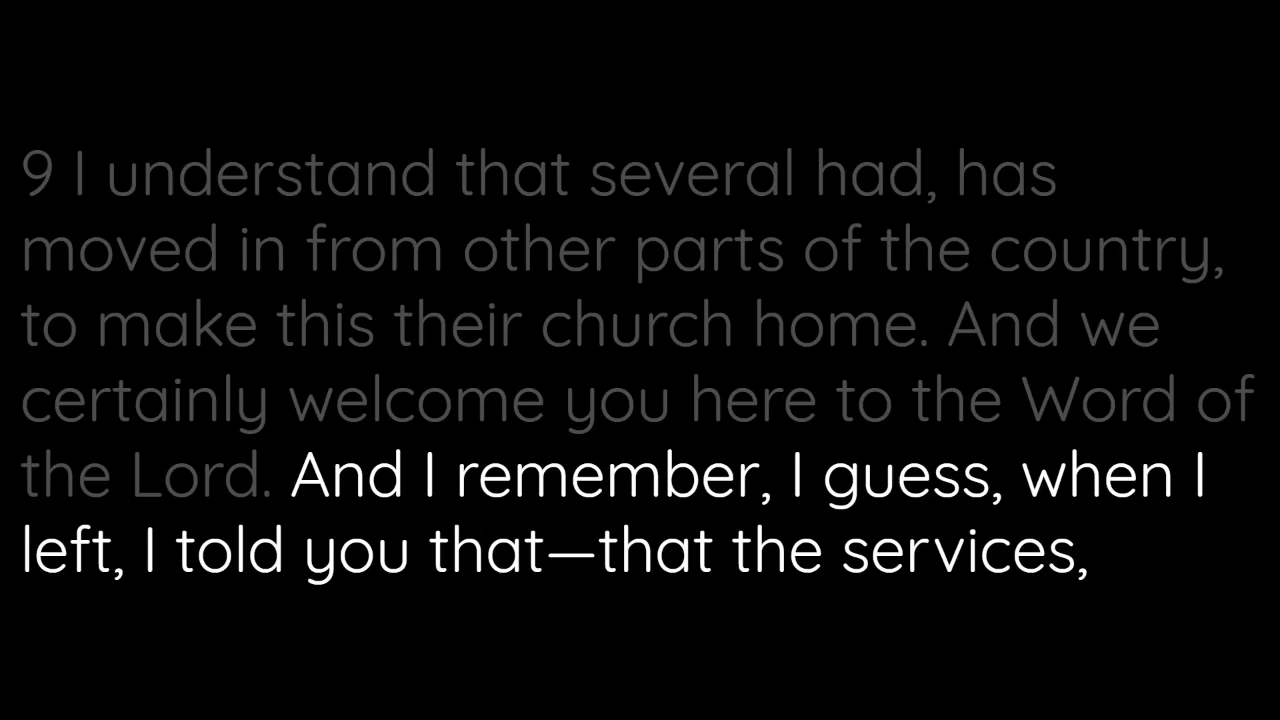 9 I understand that several had, has
moved in from other parts of the country,
to make this their church home. And we
certainly welcome you here to the Word of
the Lord. And I remember, I guess, when I
left, I told you that—that the services,